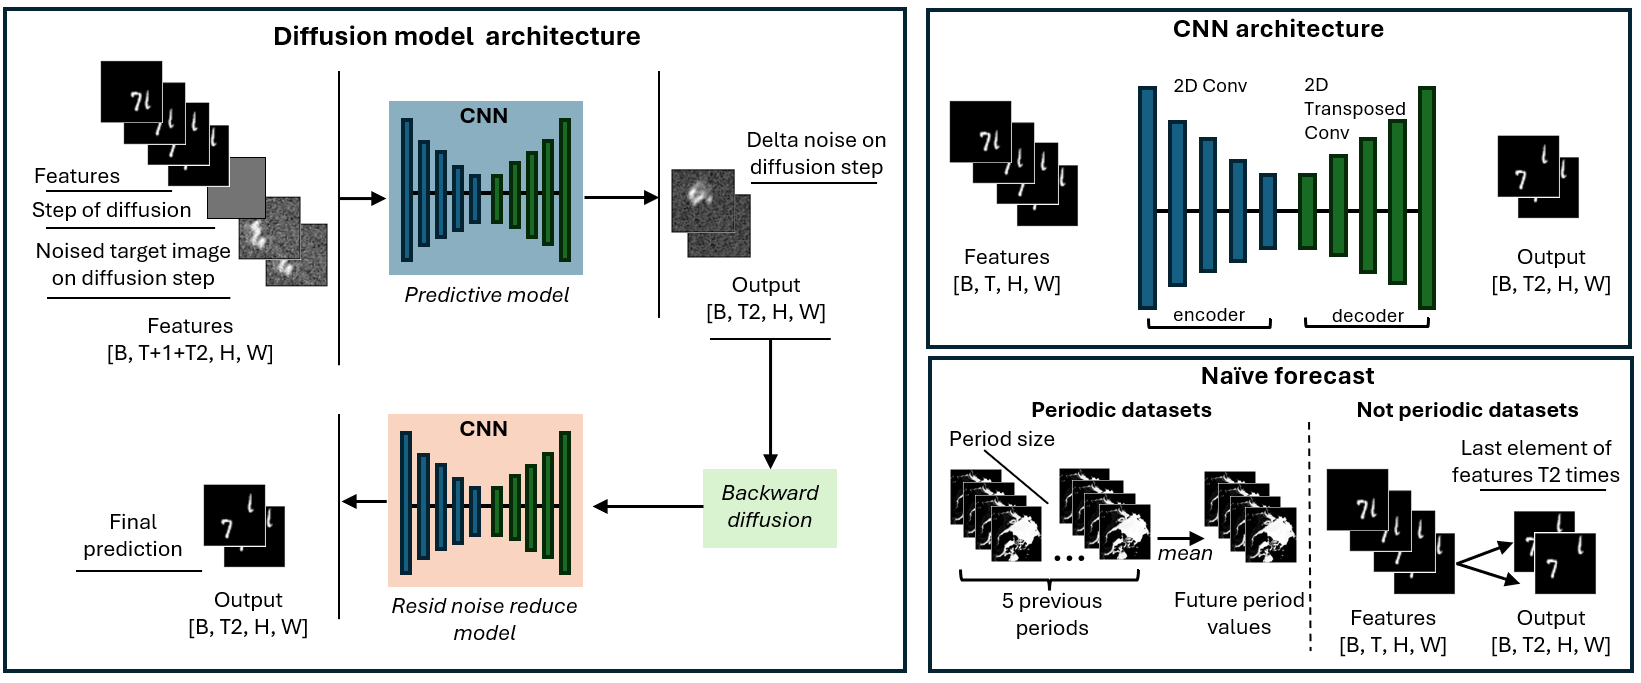 Diffusion model architecture
Features
Step of diffusion
Noised target image
on diffusion step
Features
[B, T+1+T2, H, W]
CNN
Predictive model
Delta noise on
diffusion step
Output
[B, T2, H, W]
Backward
diffusion
CNN
Resid noise reduce
model
Final
prediction
Output
[B, T2, H, W]
CNN architecture
2D Conv
2D
Transposed
Conv
Features
[B, T, H, W]
encoder
decoder
Output
[B, T2, H, W]
Naïve forecast
Periodic datasets
Period size
...
mean
5 previous
periods
Future period
values
Not periodic datasets
Last element of
features T2 times
Features
[B, T, H, W]
Output
[B, T2, H, W]